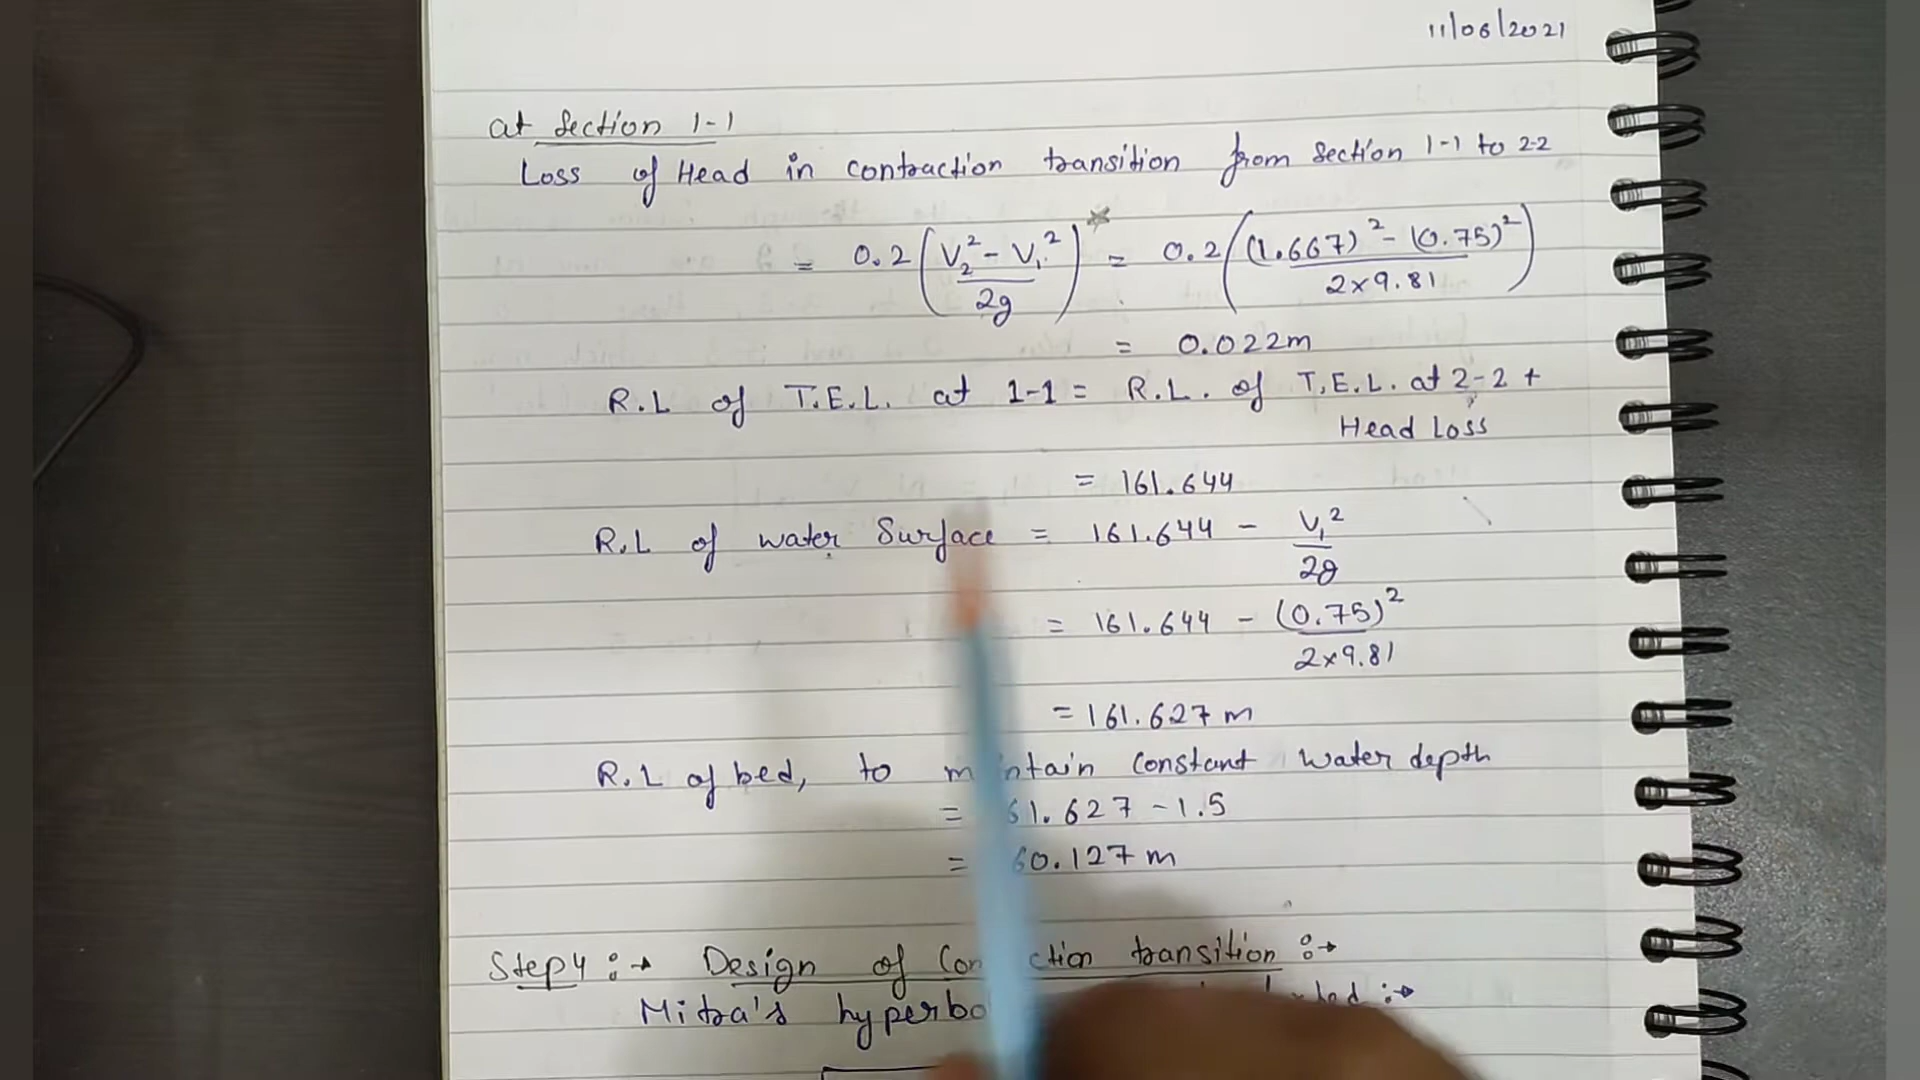 11/06/2021
at Section 1-1
Loss of Head in contraction transition from Section 1-1 to 2-2
= 0.2 ( (V₂² - V₁²) / 2g )* = 0.2 ( ((1.667)² - (0.75)²) / 2×9.81 )
= 0.022m
R.L of T.E.L. at 1-1 = R.L. of T.E.L. at 2-2 +
Head Loss
= 161.644
R.L of water Surface = 161.644 - V₁² / 2g
= 161.644 - (0.75)² / 2×9.81
= 161.627 m
R.L of bed, to maintain constant water depth
= 61.627 - 1.5
= 60.127 m
Step 4 :→ Design of Contraction transition :→
Mitra's hyperbo